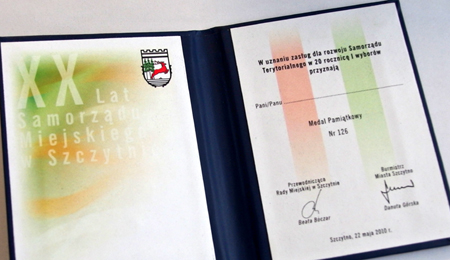 XX Lat
Samorządu
Miejskiego
w Szczytnie
W uznaniu zasług dla rozwoju Samorządu
Terytorialnego w 20 rocznicę I wyborów
przyznają
Pani/Panu
Medal Pamiątkowy
Nr 126
Przewodnicząca
Rady Miejskiej w Szczytnie
Beata Boczar
Burmistrz
Miasta Szczytno
Danuta Górska
Szczytno, 22 maja 2010 r.